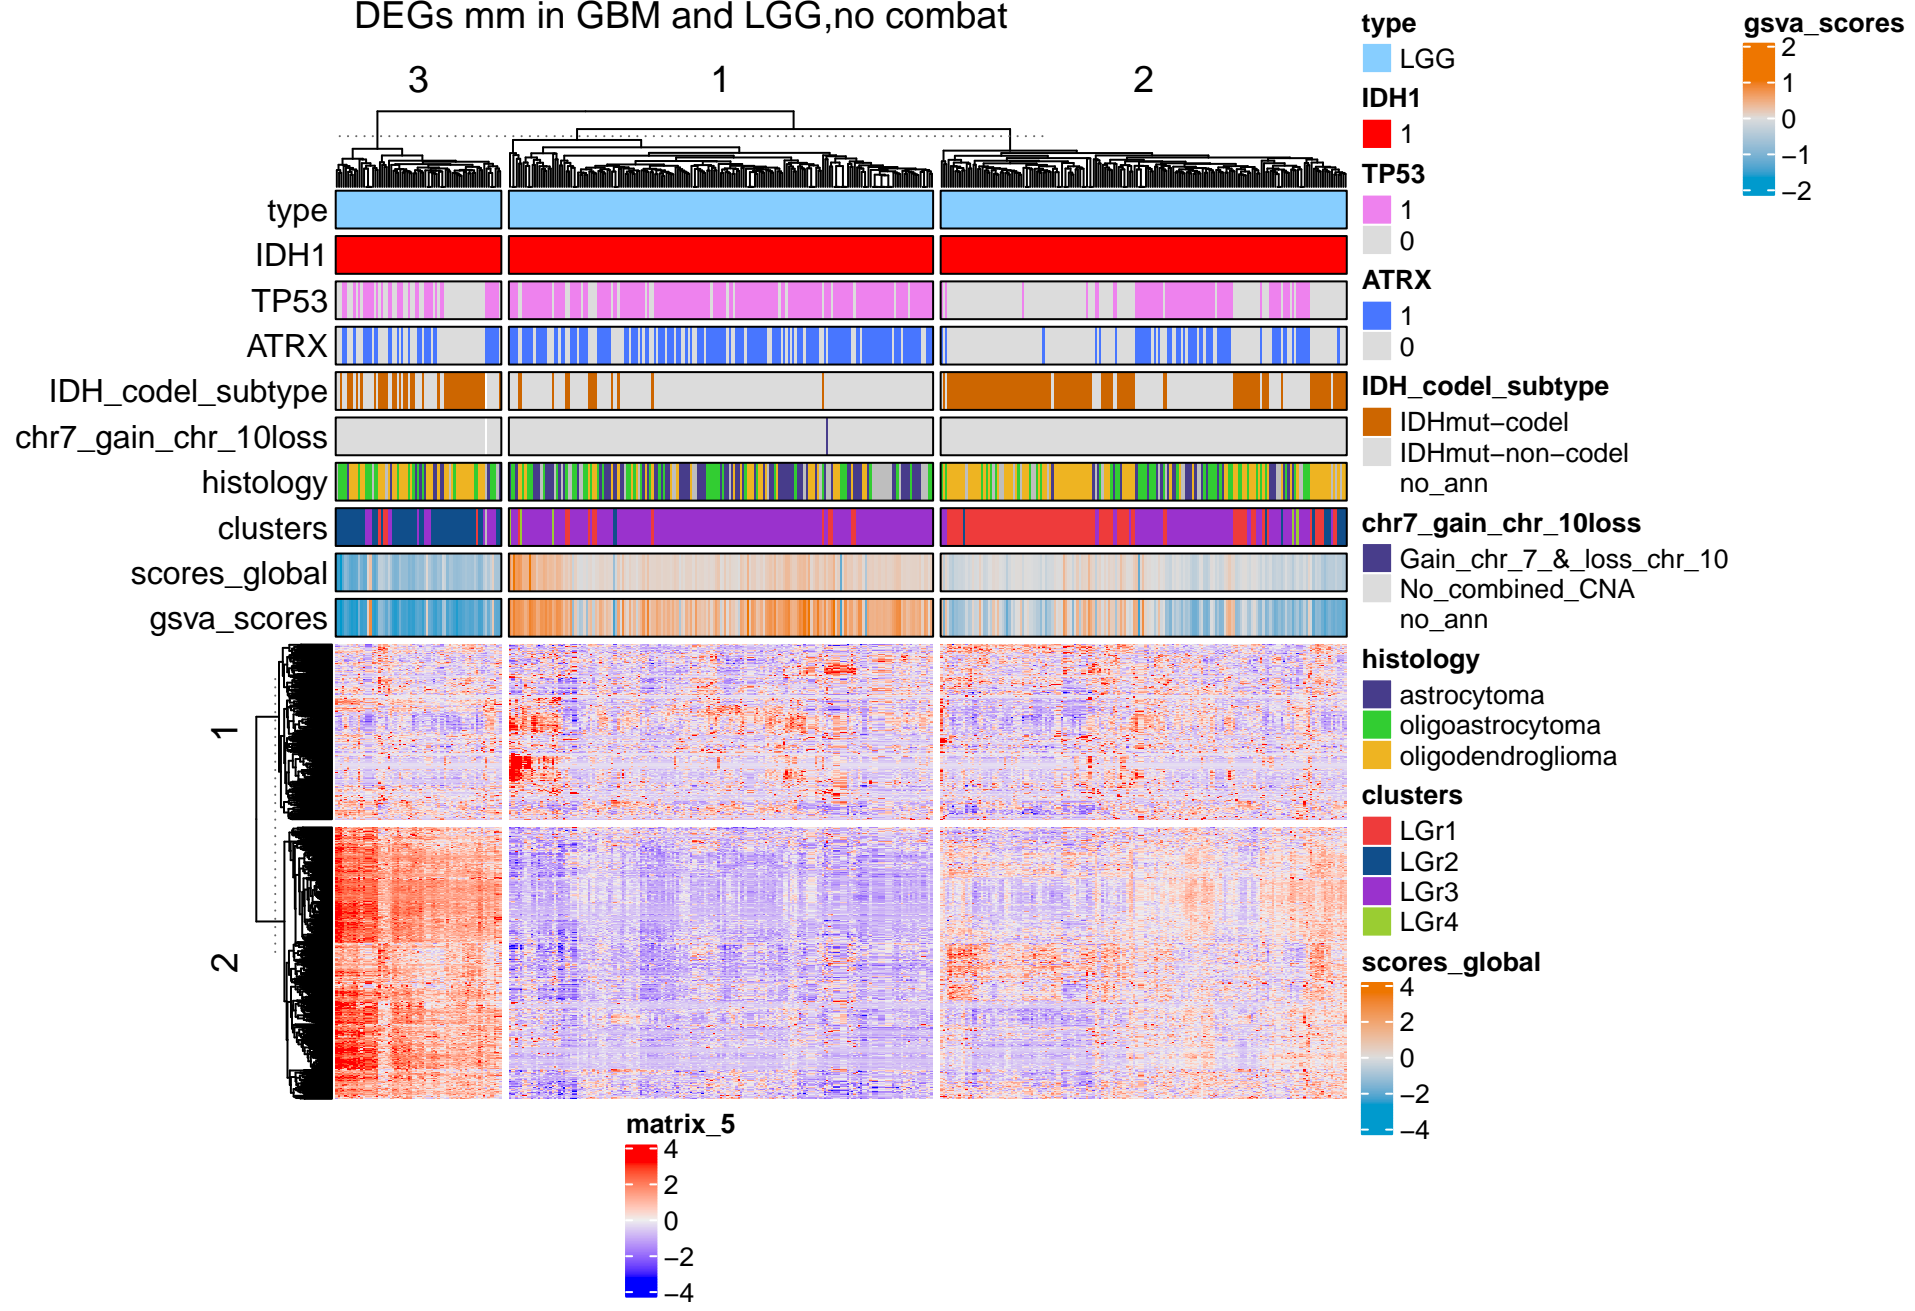 DEGs mm in GBM and LGG,no combat
3
1
2
type
IDH1
TP53
ATRX
IDH_codel_subtype
chr7_gain_chr_10loss
histology
clusters
scores_global
gsva_scores
1
2
matrix_5
4
2
0
−2
−4
type
LGG
IDH1
1
TP53
1
0
ATRX
1
0
IDH_codel_subtype
IDHmut−codel
IDHmut−non−codel
no_ann
chr7_gain_chr_10loss
Gain_chr_7_&_loss_chr_10
No_combined_CNA
no_ann
histology
astrocytoma
oligoastrocytoma
oligodendroglioma
clusters
LGr1
LGr2
LGr3
LGr4
scores_global
4
2
0
−2
−4
gsva_scores
2
1
0
−1
−2